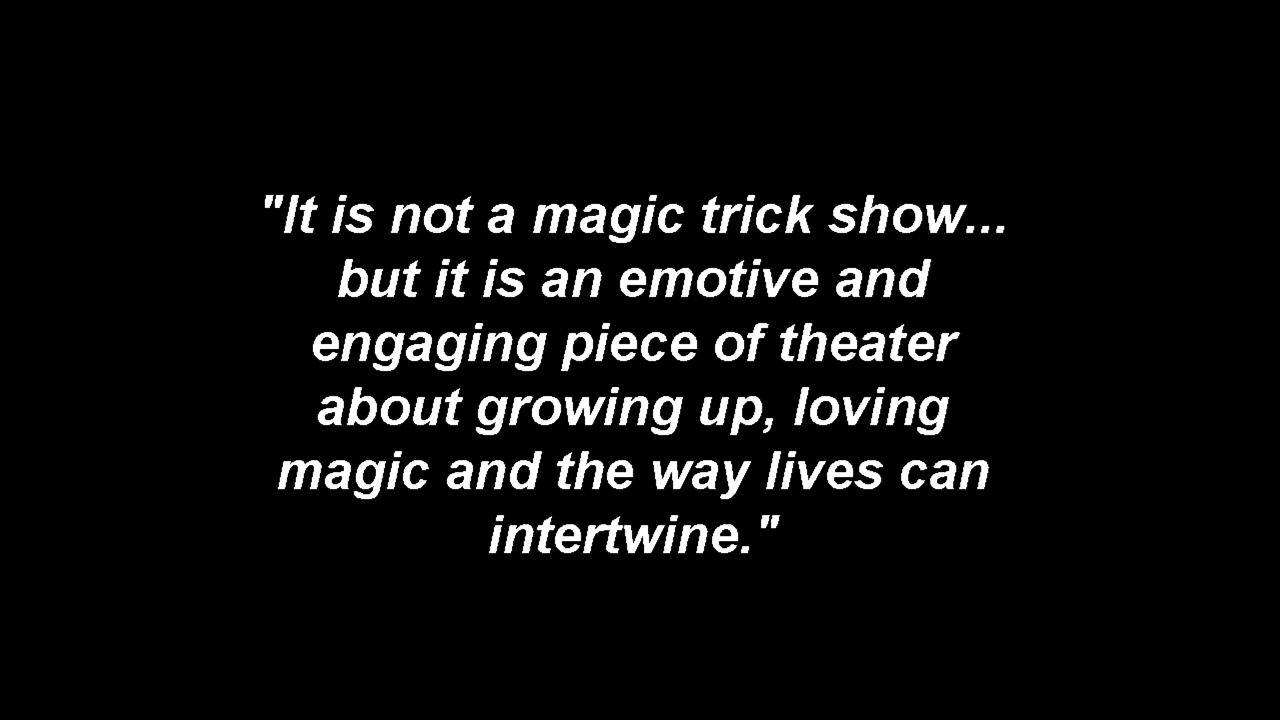 "It is not a magic trick show...
but it is an emotive and
engaging piece of theater
about growing up, loving
magic and the way lives can
intertwine."